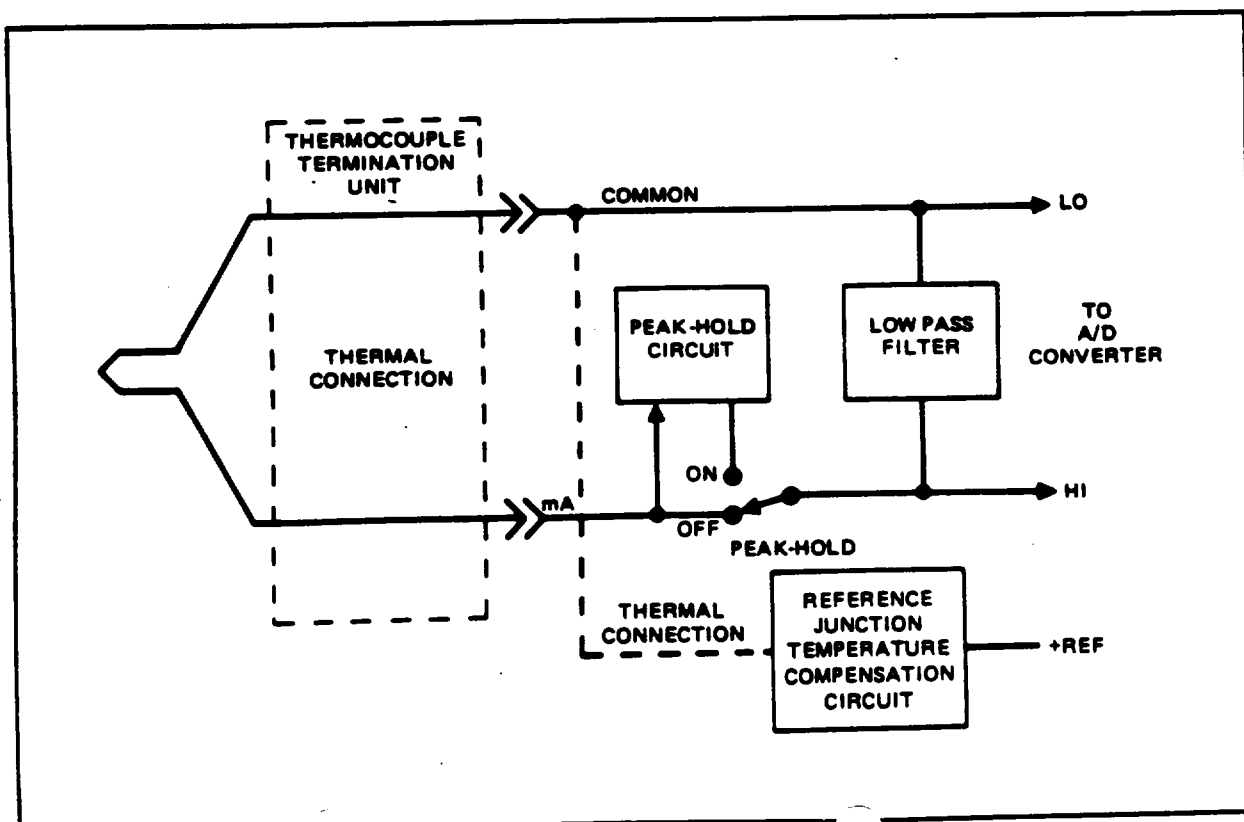 THERMOCOUPLE
TERMINATION
UNIT
COMMON
LO
PEAK-HOLD
CIRCUIT
LOW PASS
FILTER
TO
A/D
CONVERTER
THERMAL
CONNECTION
ON
HI
mA
OFF
PEAK-HOLD
THERMAL
CONNECTION
REFERENCE
JUNCTION
TEMPERATURE
COMPENSATION
CIRCUIT
+REF